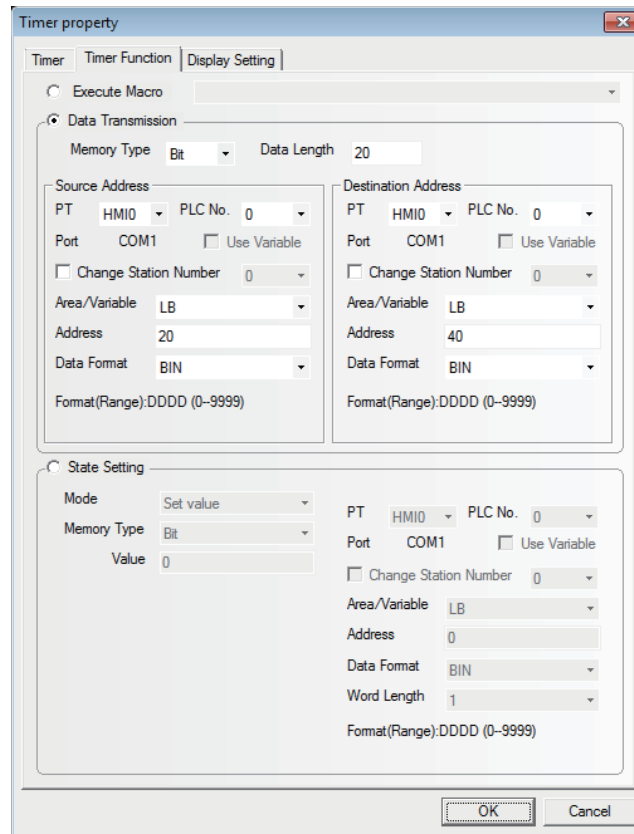 Timer property
Timer Timer Function Display Setting
Execute Macro
Data Transmission
Memory Type Bit Data Length 20
Source Address Destination Address
PT HMI0 PLC No. 0 PT HMI0 PLC No. 0
Port COM1 Use Variable Port COM1 Use Variable
Change Station Number 0 Change Station Number 0
Area/Variable LB Area/Variable LB
Address 20 Address 40
Data Format BIN Data Format BIN
Format(Range):DDDD (0--9999) Format(Range):DDDD (0--9999)
State Setting
Mode Set value
Memory Type Bit
Value 0
PT HMI0 PLC No. 0
Port COM1 Use Variable
Change Station Number 0
Area/Variable LB
Address 0
Data Format BIN
Word Length 1
Format(Range):DDDD (0--9999)
OK Cancel